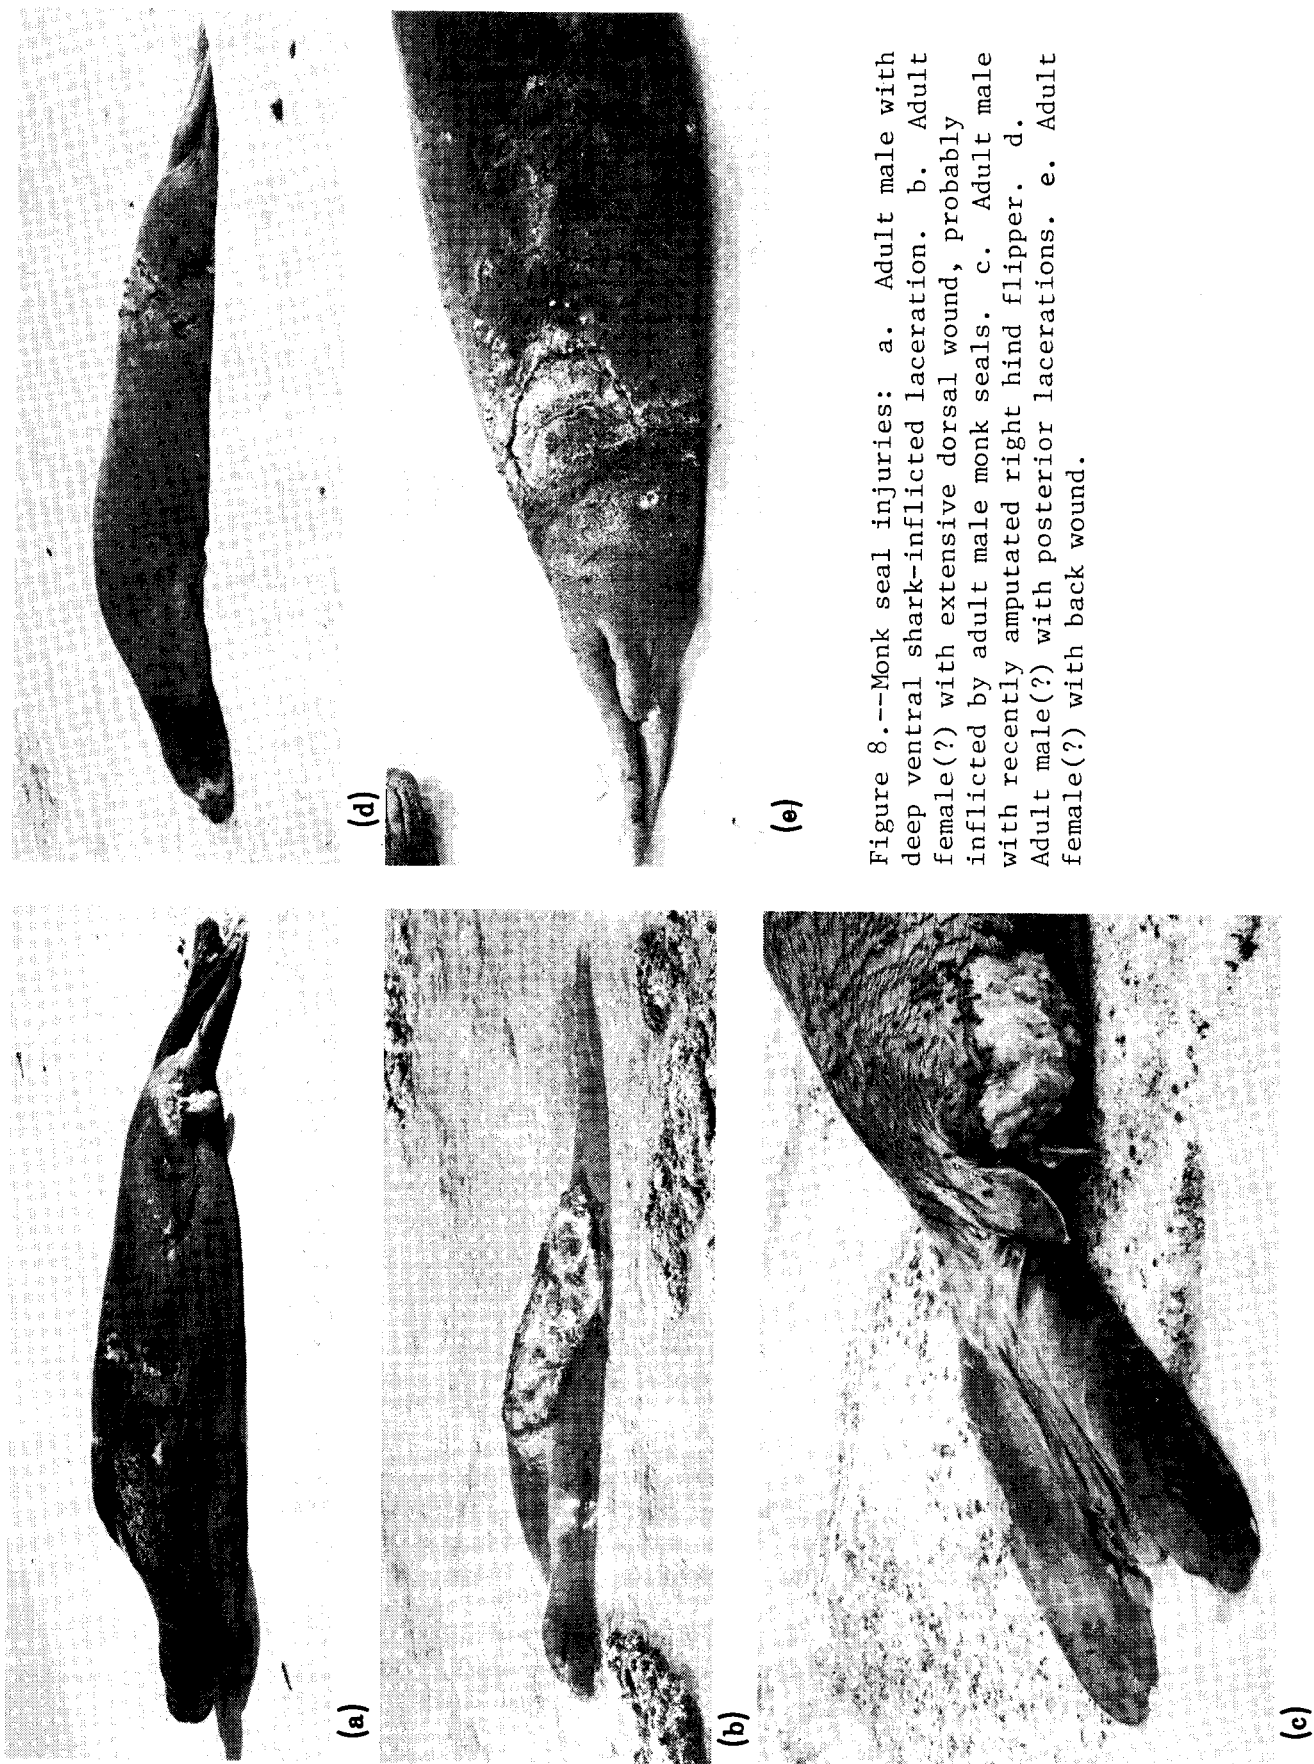 (a)
(b)
(c)
(d)
(e)
Figure 8.--Monk seal injuries: a. Adult male with
deep ventral shark-inflicted laceration. b. Adult
female(?) with extensive dorsal wound, probably
inflicted by adult male monk seals. c. Adult male
with recently amputated right hind flipper. d.
Adult male(?) with posterior lacerations. e. Adult
female(?) with back wound.